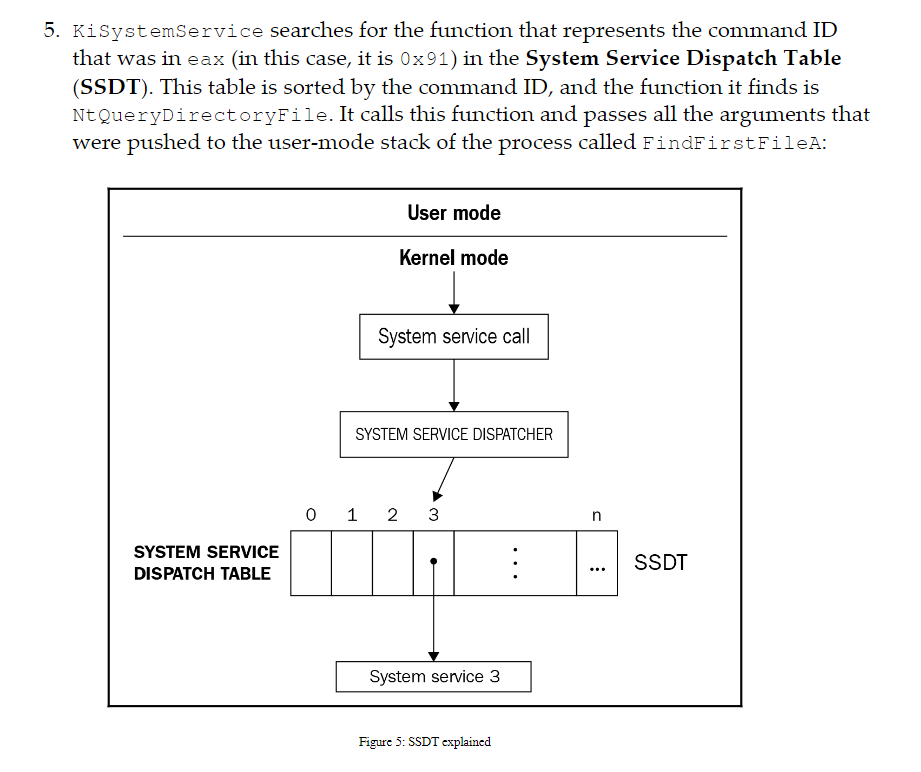 5. KiSystemService searches for the function that represents the command ID
that was in eax (in this case, it is 0x91) in the System Service Dispatch Table
(SSDT). This table is sorted by the command ID, and the function it finds is
NtQueryDirectoryFile. It calls this function and passes all the arguments that
were pushed to the user-mode stack of the process called FindFirstFileA:
User mode
Kernel mode
System service call
SYSTEM SERVICE DISPATCHER
0 1 2 3 n
SYSTEM SERVICE
DISPATCH TABLE
...
SSDT
System service 3
Figure 5: SSDT explained